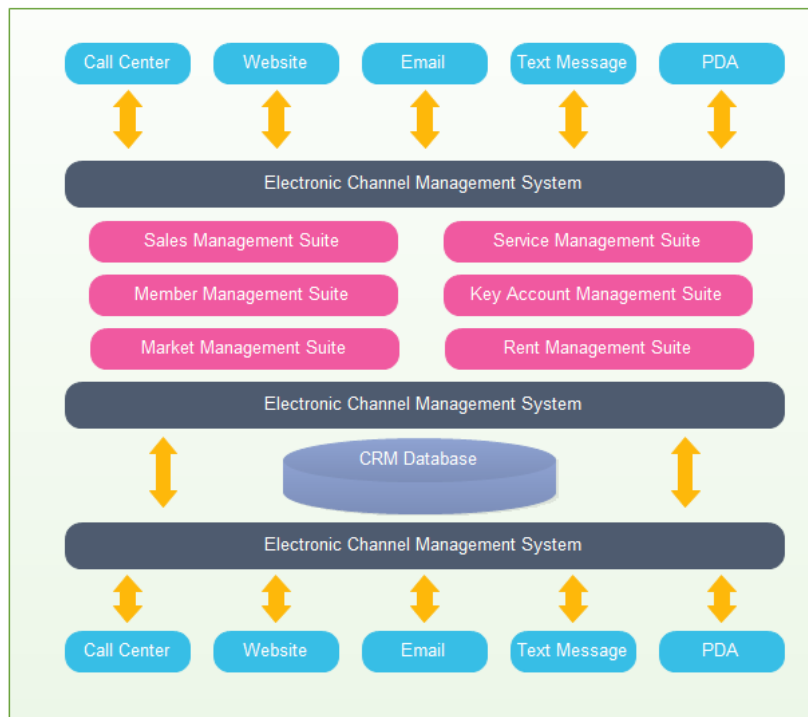 Call Center
Website
Email
Text Message
PDA
Electronic Channel Management System
Sales Management Suite
Service Management Suite
Member Management Suite
Key Account Management Suite
Market Management Suite
Rent Management Suite
Electronic Channel Management System
CRM Database
Electronic Channel Management System
Call Center
Website
Email
Text Message
PDA